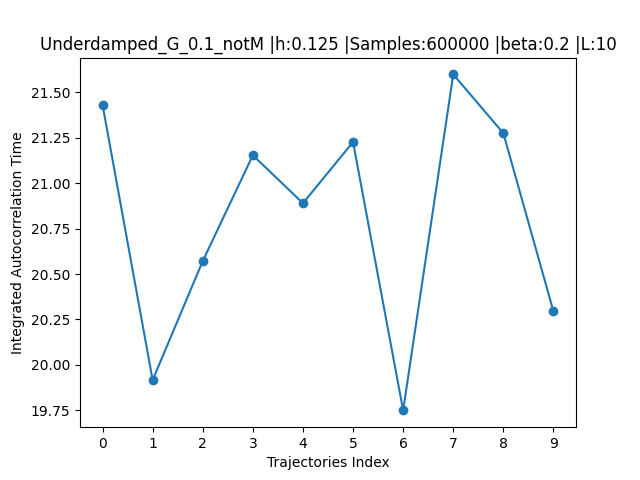 Underdamped_G_0.1_notM |h:0.125 |Samples:600000 |beta:0.2 |L:10
Integrated Autocorrelation Time
21.50
21.25
21.00
20.75
20.50
20.25
20.00
19.75
0 1 2 3 4 5 6 7 8 9
Trajectories Index